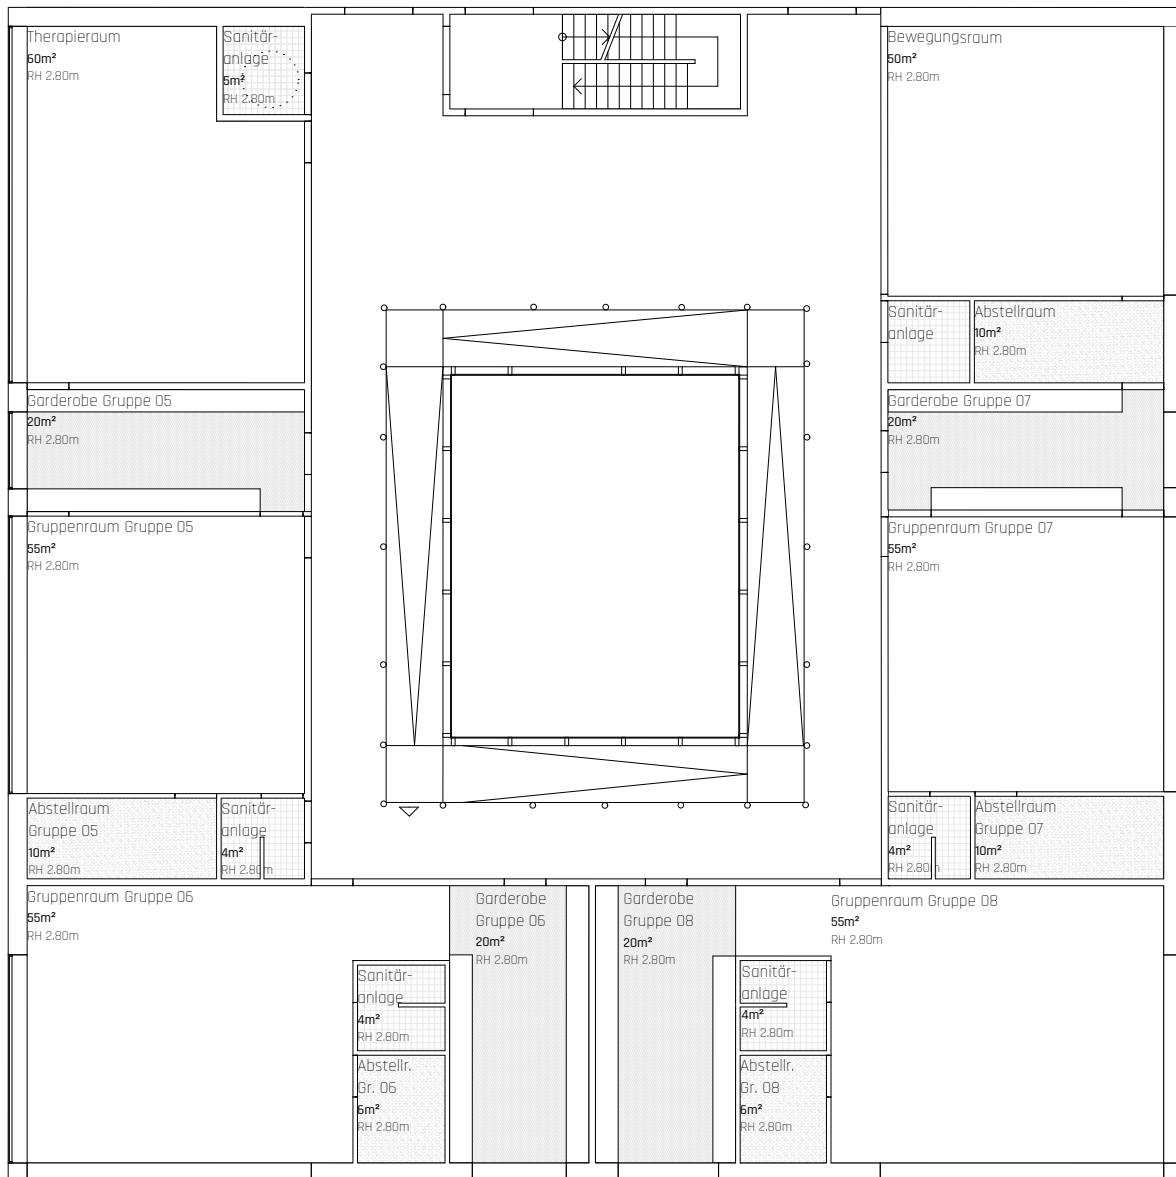 Therapieraum
60m²
RH 2.80m
Sanitär-
anlage
5m²
RH 2.80m
Bewegungsraum
50m²
RH 2.80m
Sanitär-
anlage
Abstellraum
10m²
RH 2.80m
Garderobe Gruppe 05
20m²
RH 2.80m
Garderobe Gruppe 07
20m²
RH 2.80m
Gruppenraum Gruppe 05
55m²
RH 2.80m
Gruppenraum Gruppe 07
55m²
RH 2.80m
Abstellraum
Gruppe 05
10m²
RH 2.80m
Sanitär-
anlage
4m²
RH 2.80m
Sanitär-
anlage
4m²
RH 2.80m
Abstellraum
Gruppe 07
10m²
RH 2.80m
Gruppenraum Gruppe 06
55m²
RH 2.80m
Garderobe
Gruppe 06
20m²
RH 2.80m
Garderobe
Gruppe 08
20m²
RH 2.80m
Gruppenraum Gruppe 08
55m²
RH 2.80m
Sanitär-
anlage
4m²
RH 2.80m
Sanitär-
anlage
4m²
RH 2.80m
Abstellr.
Gr. 06
6m²
RH 2.80m
Abstellr.
Gr. 08
6m²
RH 2.80m